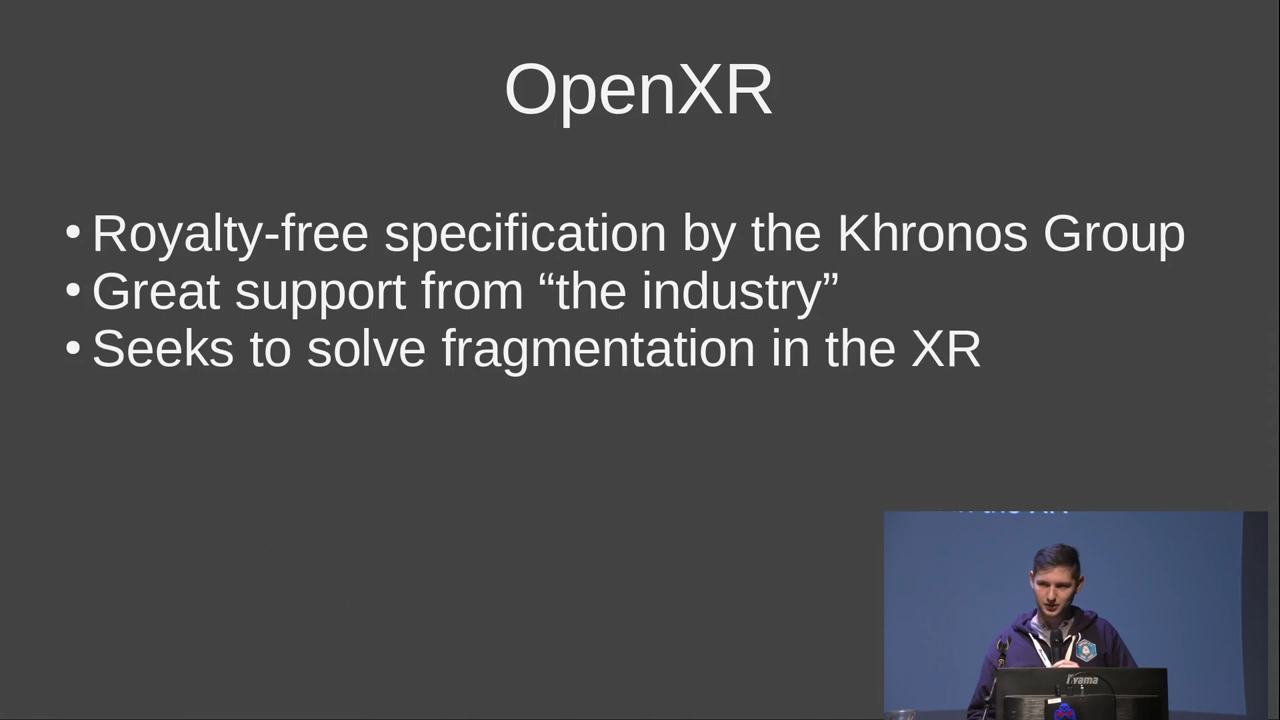 OpenXR
• Royalty-free specification by the Khronos Group
• Great support from “the industry”
• Seeks to solve fragmentation in the XR
iiyama